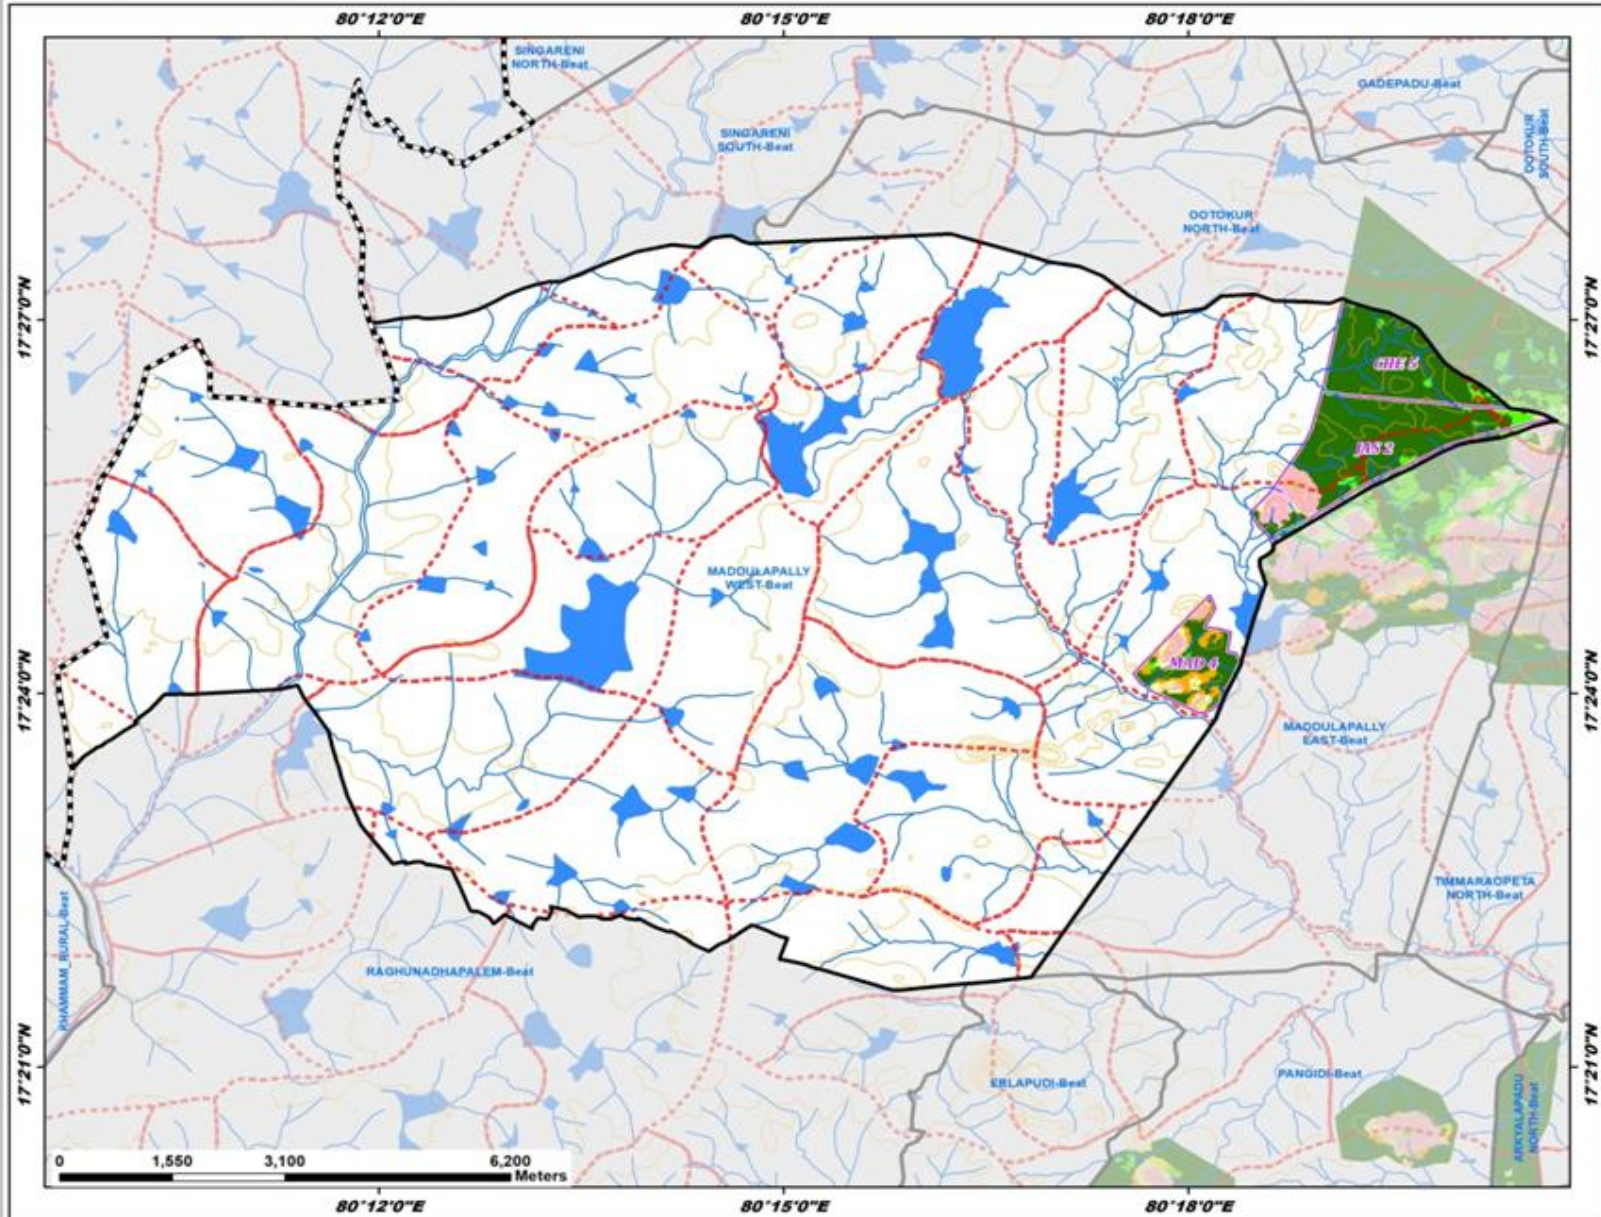 80°12'0"E
80°15'0"E
80°18'0"E
SINGARENI
NORTH-Beat
GADEPADU-Beat
SINGARENI
SOUTH-Beat
OOTOKUR
SOUTH-Beat
OOTOKUR
NORTH-Beat
17°27'0"N
17°27'0"N
CHE 5
JAS 2
MADDULAPALLY
WEST-Beat
MAD 4
17°24'0"N
17°24'0"N
MADDULAPALLY
EAST-Beat
TIMMARAOPETA
NORTH-Beat
KHAMMAM_RURAL-Beat
RAGHUNADHAPALEM-Beat
17°21'0"N
17°21'0"N
ERLAPUDI-Beat
PANGIDI-Beat
ARKYALAPADU
NORTH-Beat
0 1,550 3,100 6,200
Meters
80°12'0"E
80°15'0"E
80°18'0"E